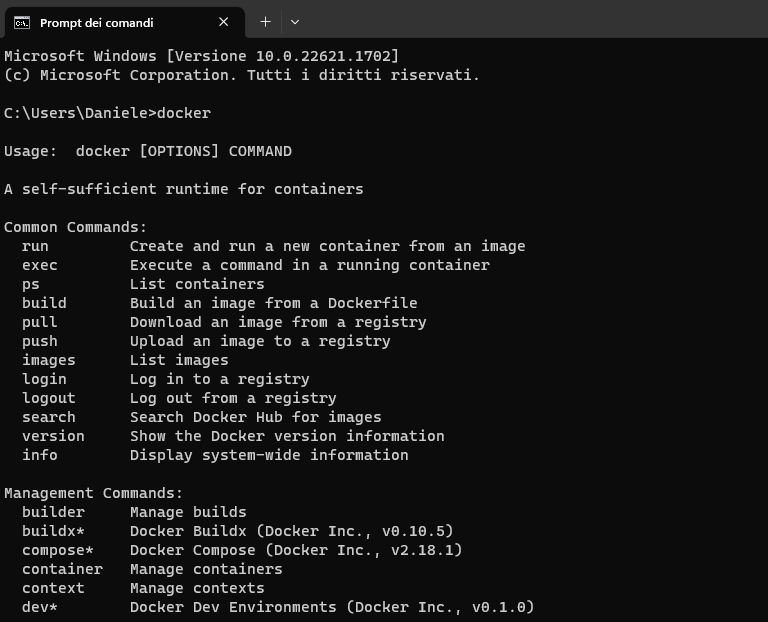 Prompt dei comandi
Microsoft Windows [Versione 10.0.22621.1702]
(c) Microsoft Corporation. Tutti i diritti riservati.
C:\Users\Daniele>docker
Usage:  docker [OPTIONS] COMMAND
A self-sufficient runtime for containers
Common Commands:
  run         Create and run a new container from an image
  exec        Execute a command in a running container
  ps          List containers
  build       Build an image from a Dockerfile
  pull        Download an image from a registry
  push        Upload an image to a registry
  images      List images
  login       Log in to a registry
  logout      Log out from a registry
  search      Search Docker Hub for images
  version     Show the Docker version information
  info        Display system-wide information
Management Commands:
  builder     Manage builds
  buildx*     Docker Buildx (Docker Inc., v0.10.5)
  compose*    Docker Compose (Docker Inc., v2.18.1)
  container   Manage containers
  context     Manage contexts
  dev*        Docker Dev Environments (Docker Inc., v0.1.0)